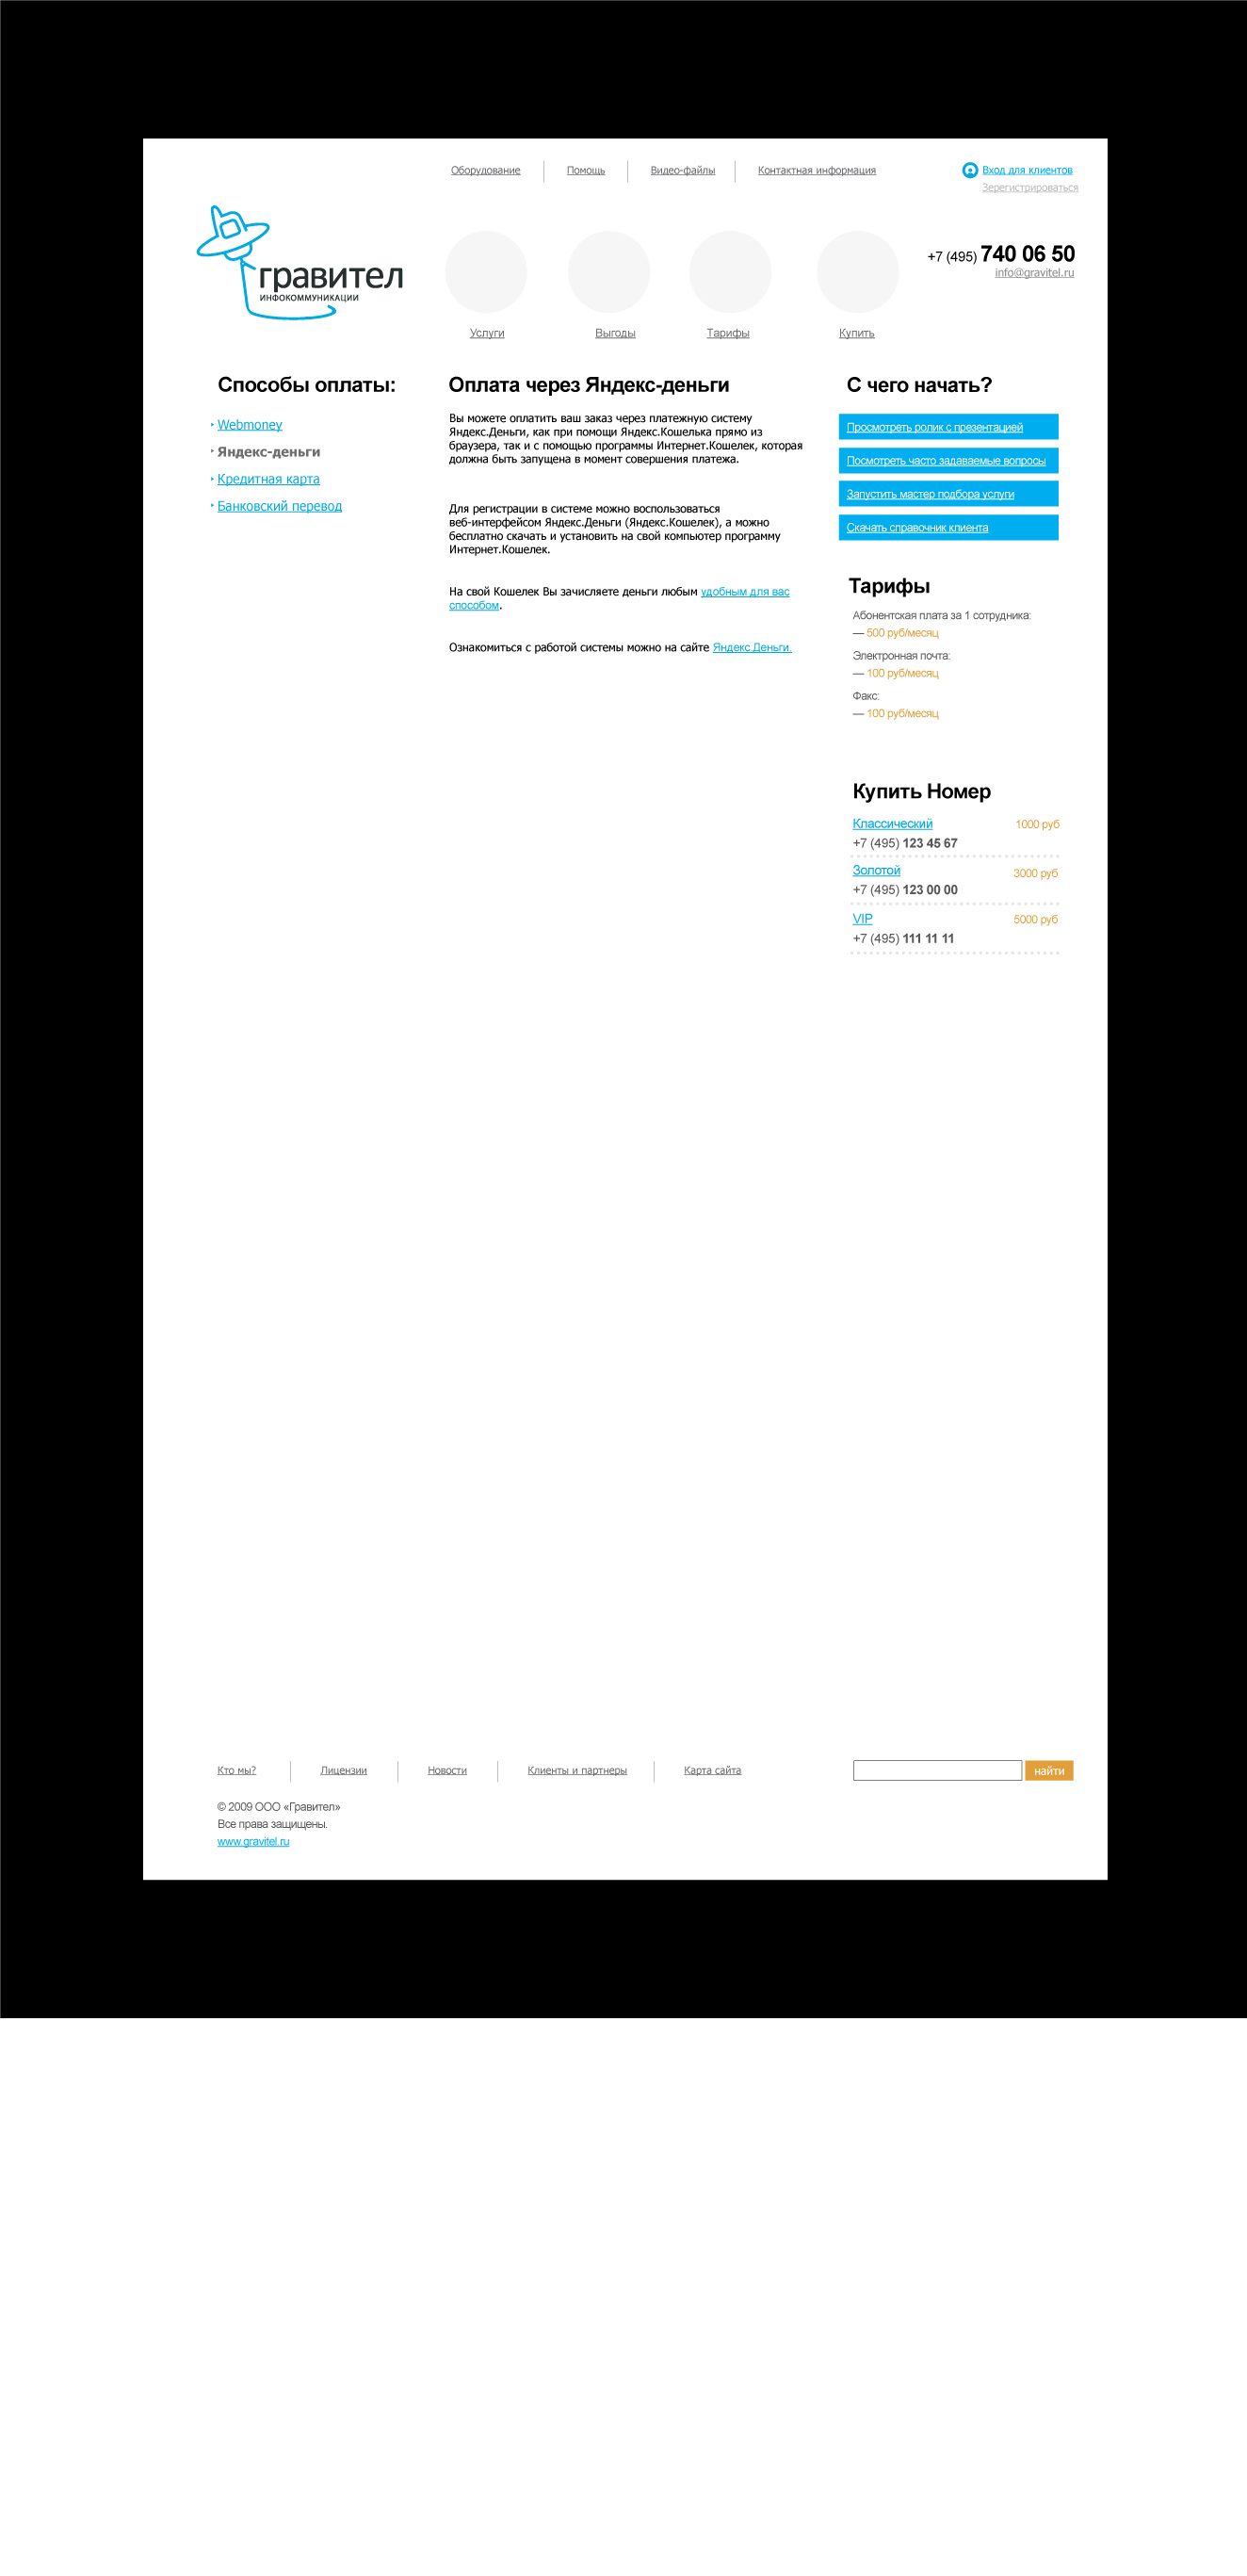 Оборудование
Помощь
Видео-файлы
Контактная информация
Вход для клиентов
Зерегистрироваться
гравител
ИНФОКОММУНИКАЦИИ
+7 (495) 740 06 50
info@gravitel.ru
Услуги
Выгоды
Тарифы
Купить
Способы оплаты:
Webmoney
Яндекс-деньги
Кредитная карта
Банковский перевод
Оплата через Яндекс-деньги
Вы можете оплатить ваш заказ через платежную систему
Яндекс.Деньги, как при помощи Яндекс.Кошелька прямо из
браузера, так и с помощью программы Интернет.Кошелек, которая
должна быть запущена в момент совершения платежа.
Для регистрации в системе можно воспользоваться
веб-интерфейсом Яндекс.Деньги (Яндекс.Кошелек), а можно
бесплатно скачать и установить на свой компьютер программу
Интернет.Кошелек.
На свой Кошелек Вы зачисляете деньги любым удобным для вас
способом.
Ознакомиться с работой системы можно на сайте Яндекс.Деньги.
С чего начать?
Просмотреть ролик с презентацией
Посмотреть часто задаваемые вопросы
Запустить мастер подбора услуги
Скачать справочник клиента
Тарифы
Абонентская плата за 1 сотрудника:
— 500 руб/месяц
Электронная почта:
— 100 руб/месяц
Факс:
— 100 руб/месяц
Купить Номер
Классический 1000 руб
+7 (495) 123 45 67
Золотой 3000 руб
+7 (495) 123 00 00
VIP 5000 руб
+7 (495) 111 11 11
Кто мы?
Лицензии
Новости
Клиенты и партнеры
Карта сайта
найти
© 2009 ООО «Гравител»
Все права защищены.
www.gravitel.ru